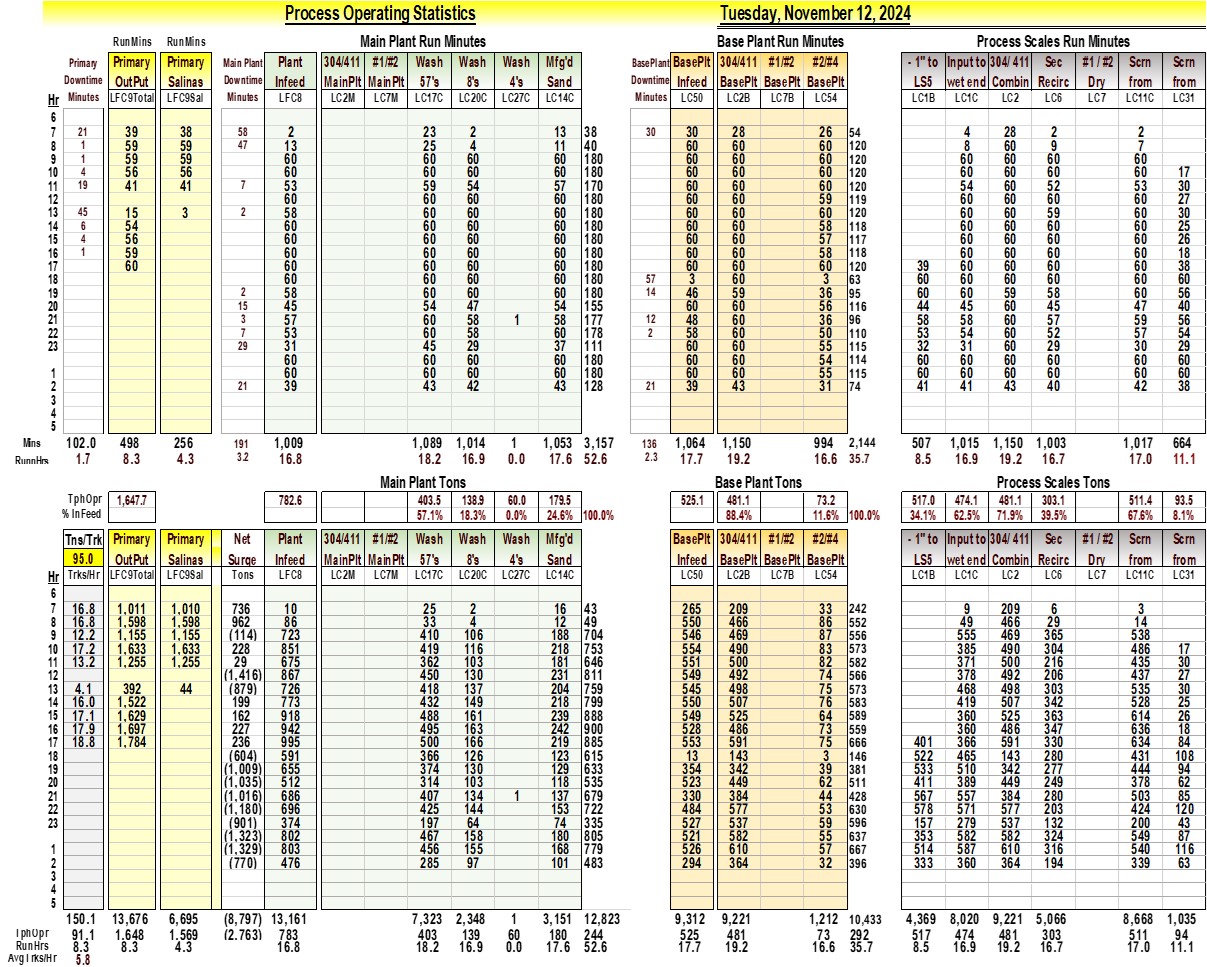 Process Operating Statistics Tuesday, November 12, 2024
RunMins RunMins Main Plant Run Minutes Base Plant Run Minutes Process Scales Run Minutes
Primary Primary Primary Main Plant Plant 304/411 #1/#2 Wash Wash Wash Mfg'd BasePlant BasePlt 304/411 #1/#2 #2/#4 - 1" to Input to 304/ 411 Sec #1 / #2 Scrn Scrn
Downtime OutPut Salinas Downtime Infeed MainPlt MainPlt 57's 8's 4's Sand Downtime Infeed BasePlt BasePlt BasePlt LS5 wet end Combin Recirc Dry from from
Hr Minutes LFC9Total LFC9Sal Minutes LFC8 LC2M LC7M LC17C LC20C LC27C LC14C Minutes LC50 LC2B LC7B LC54 LC1B LC1C LC2 LC6 LC7 LC11C LC31
6
7 21 39 38 58 2 23 2 13 38 30 30 28 26 54 4 28 2 2
8 1 59 59 47 13 25 4 11 40 60 60 60 120 8 60 9 7
9 1 59 59 60 60 60 60 180 60 60 60 120 60 60 60 60
10 4 56 56 60 60 60 60 180 60 60 60 120 60 60 60 60 17
11 19 41 41 7 53 59 54 57 170 60 60 60 120 54 60 52 53 30
12 60 60 60 60 180 60 60 59 119 60 60 60 60 27
13 45 15 3 2 58 60 60 60 180 60 60 60 120 60 60 59 60 30
14 6 54 60 60 60 60 180 60 60 58 118 60 60 60 60 25
15 4 56 60 60 60 60 180 60 60 57 117 60 60 60 60 26
16 1 59 60 60 60 60 180 60 60 58 118 60 60 60 60 18
17 60 60 60 60 60 180 60 60 60 120 39 60 60 60 60 38
18 60 60 60 60 180 57 3 60 3 63 60 60 60 60 60 60
19 2 58 60 60 60 180 14 46 59 36 95 60 60 59 58 60 56
20 15 45 54 47 54 155 60 60 56 116 44 45 60 45 47 40
21 3 57 60 58 1 58 177 12 48 60 36 96 58 58 60 57 59 56
22 7 53 60 58 60 178 2 58 60 50 110 53 54 60 52 57 54
23 29 31 45 29 37 111 60 60 55 115 32 31 60 29 30 29
60 60 60 60 180 60 60 54 114 60 60 60 60 60 60
1 60 60 60 60 180 60 60 55 115 60 60 60 60 60 60
2 21 39 43 42 43 128 21 39 43 31 74 41 41 43 40 42 38
3
4
5
Mins 102.0 498 256 191 1,009 1,089 1,014 1 1,053 3,157 136 1,064 1,150 994 2,144 507 1,015 1,150 1,003 1,017 664
RunnHrs 1.7 8.3 4.3 3.2 16.8 18.2 16.9 0.0 17.6 52.6 2.3 17.7 19.2 16.6 35.7 8.5 16.9 19.2 16.7 17.0 11.1
Main Plant Tons Base Plant Tons Process Scales Tons
TphOpr 1,647.7 782.6 403.5 138.9 60.0 179.5 525.1 481.1 73.2 517.0 474.1 481.1 303.1 511.4 93.5
% InFeed 57.1% 18.3% 0.0% 24.6% 100.0% 88.4% 11.6% 100.0% 34.1% 62.5% 71.9% 39.5% 67.6% 8.1%
Tns/Trk Primary Primary Net Plant 304/411 #1/#2 Wash Wash Wash Mfg'd BasePlt 304/411 #1/#2 #2/#4 - 1" to Input to 304/ 411 Sec #1 / #2 Scrn Scrn
95.0 OutPut Salinas Surge Infeed MainPlt MainPlt 57's 8's 4's Sand Infeed BasePlt BasePlt BasePlt LS5 wet end Combin Recirc Dry from from
Hr Trks/Hr LFC9Total LFC9Sal Tons LFC8 LC2M LC7M LC17C LC20C LC27C LC14C LC50 LC2B LC7B LC54 LC1B LC1C LC2 LC6 LC7 LC11C LC31
6
7 16.8 1,011 1,010 736 10 25 2 16 43 265 209 33 242 9 209 6 3
8 16.8 1,598 1,598 962 86 33 4 12 49 550 466 86 552 49 466 29 14
9 12.2 1,155 1,155 (114) 723 410 106 188 704 546 469 87 556 555 469 365 538
10 17.2 1,633 1,633 228 851 419 116 218 753 554 490 83 573 385 490 304 486 17
11 13.2 1,255 1,255 29 675 362 103 181 646 551 500 82 582 371 500 216 435 30
12 (1,416) 867 450 130 231 811 549 492 74 566 378 492 206 437 27
13 4.1 392 44 (879) 726 418 137 204 759 545 498 75 573 468 498 303 535 30
14 16.0 1,522 199 773 432 149 218 799 550 507 76 583 419 507 342 528 25
15 17.1 1,629 162 918 488 161 239 888 549 525 64 589 360 525 363 614 26
16 17.9 1,697 227 942 495 163 242 900 528 486 73 559 360 486 347 636 18
17 18.8 1,784 236 995 500 166 219 885 553 591 75 666 401 366 591 330 634 84
18 (604) 591 366 126 123 615 13 143 3 146 522 465 143 280 431 108
19 (1,009) 655 374 130 129 633 354 342 39 381 533 510 342 277 444 94
20 (1,035) 512 314 103 118 535 523 449 62 511 411 389 449 249 378 62
21 (1,016) 686 407 134 1 137 679 330 384 44 428 567 557 384 280 503 85
22 (1,180) 696 425 144 153 722 484 577 53 630 578 571 577 203 424 120
23 (901) 374 197 64 74 335 527 537 59 596 157 279 537 132 200 43
(1,323) 802 467 158 180 805 521 582 55 637 353 582 582 324 549 87
1 (1,329) 803 456 155 168 779 526 610 57 667 514 587 610 316 540 116
2 (770) 476 285 97 101 483 294 364 32 396 333 360 364 194 339 63
3
4
5
150.1 13,676 6,695 (8,797) 13,161 7,323 2,348 1 3,151 12,823 9,312 9,221 1,212 10,433 4,369 8,020 9,221 5,066 8,668 1,035
TphOpr 91.1 1,648 1,569 (2,763) 783 403 139 60 180 244 525 481 73 292 517 474 481 303 511 94
RunHrs 8.3 8.3 4.3 16.8 18.2 16.9 0.0 17.6 52.6 17.7 19.2 16.6 35.7 8.5 16.9 19.2 16.7 17.0 11.1
AvgTrks/Hr 5.8